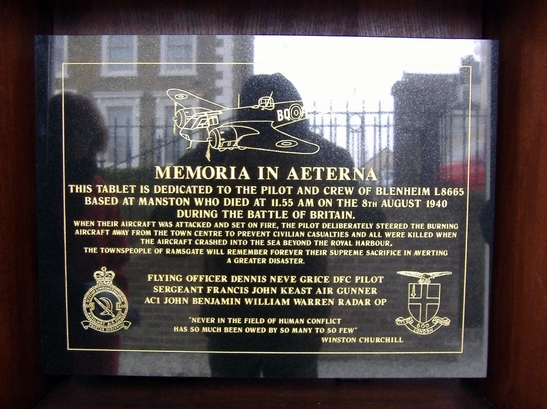 BQ
MEMORIA IN AETERNA
THIS TABLET IS DEDICATED TO THE PILOT AND CREW OF BLENHEIM L8665
BASED AT MANSTON WHO DIED AT 11.55 AM ON THE 8TH AUGUST 1940
DURING THE BATTLE OF BRITAIN.
WHEN THEIR AIRCRAFT WAS ATTACKED AND SET ON FIRE, THE PILOT DELIBERATELY STEERED THE BURNING
AIRCRAFT AWAY FROM THE TOWN CENTRE TO PREVENT CIVILIAN CASUALTIES AND ALL WERE KILLED WHEN
THE AIRCRAFT CRASHED INTO THE SEA BEYOND THE ROYAL HARBOUR.
THE TOWNSPEOPLE OF RAMSGATE WILL REMEMBER FOREVER THEIR SUPREME SACRIFICE IN AVERTING
A GREATER DISASTER.
FLYING OFFICER DENNIS NEVE GRICE DFC PILOT
SERGEANT FRANCIS JOHN KEAST AIR GUNNER
AC1 JOHN BENJAMIN WILLIAM WARREN RADAR OP
"NEVER IN THE FIELD OF HUMAN CONFLICT
HAS SO MUCH BEEN OWED BY SO MANY TO SO FEW"
WINSTON CHURCHILL